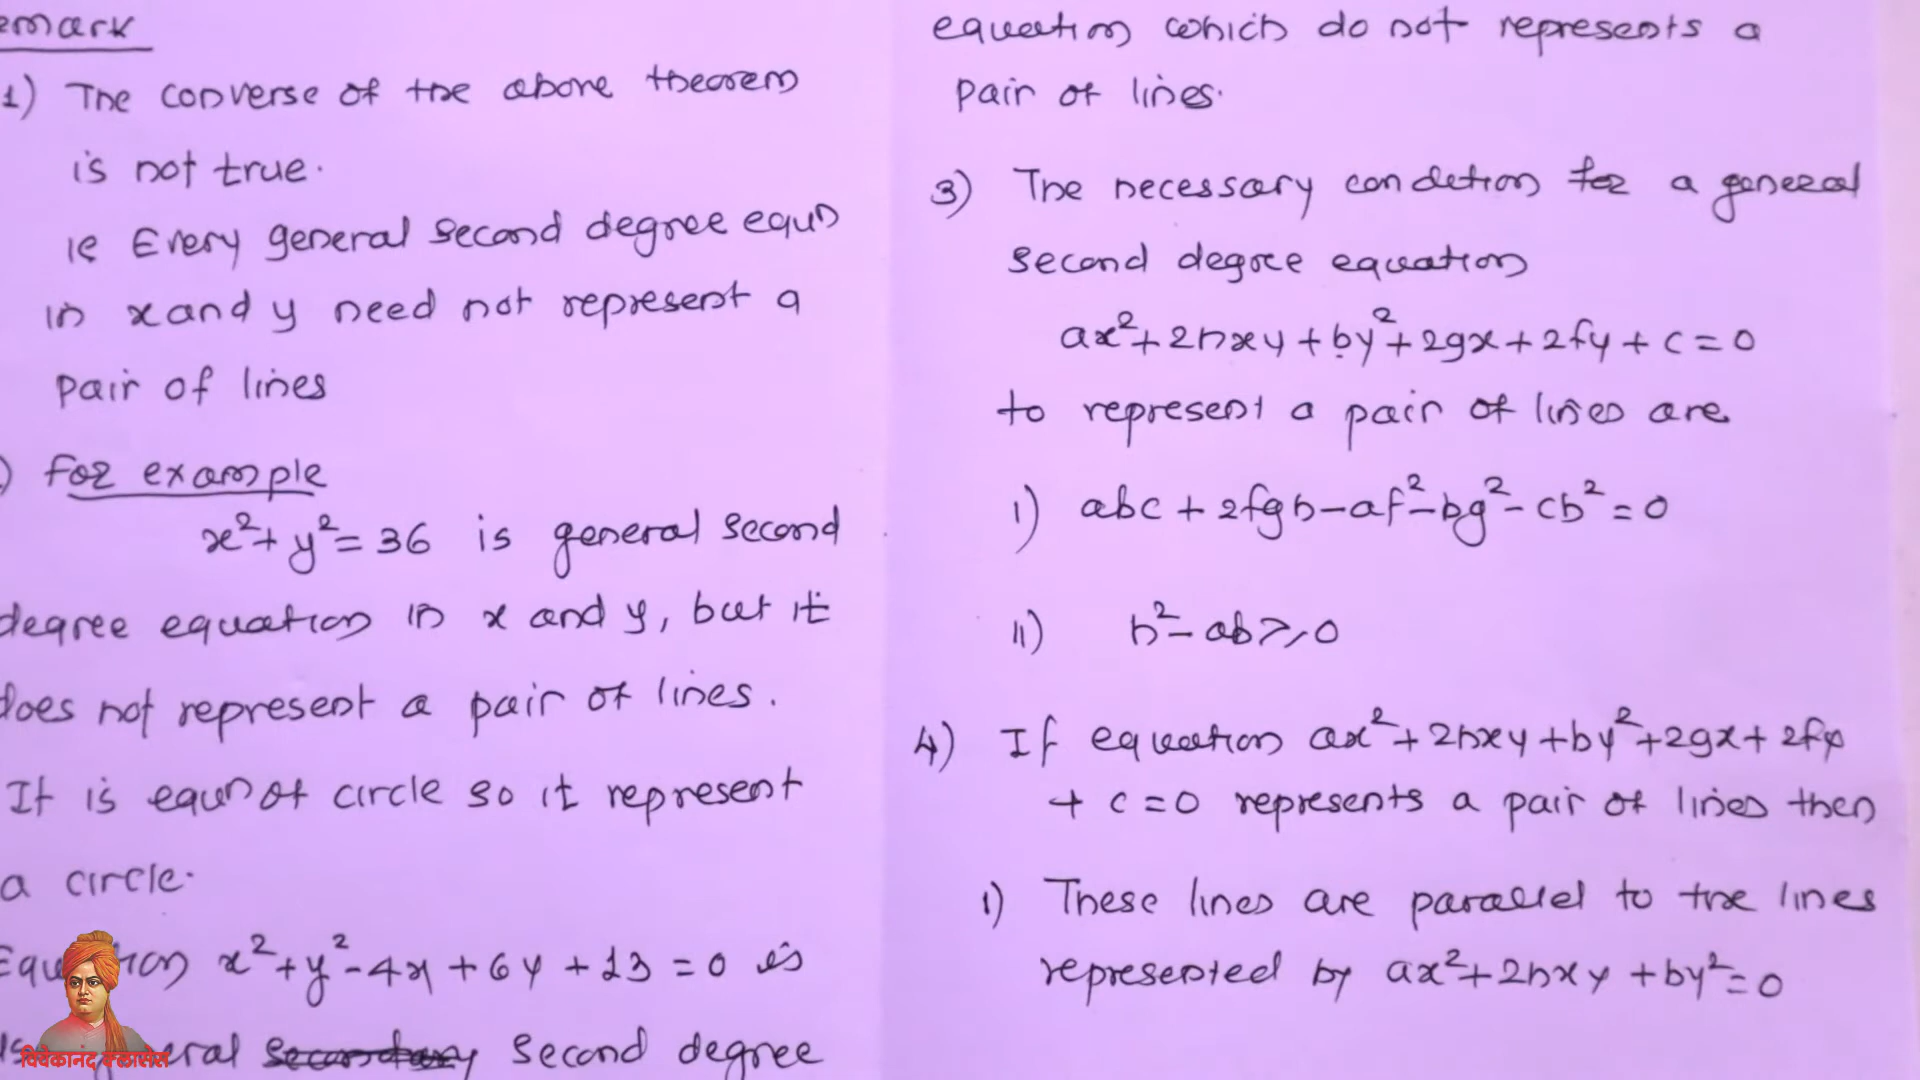 emark
1) The converse of the above theorem
is not true.
ie Every general second degree equn
in x and y need not represent a
pair of lines
) for example
x²+y²=36 is general second
degree equation in x and y, but it
does not represent a pair of lines.
It is equn of circle so it represent
a circle.
Equation x²+y²-4x+6y+13=0 is
eral second degree
विवेकानंद क्लासेस
equation which do not represents a
pair of lines.
3) The necessary condition for a general
second degree equation
ax²+2hxy+by²+2gx+2fy+c=0
to represent a pair of lines are
i) abc+2fgh-af²-bg²-ch²=0
ii) h²-ab≥0
4) If equation ax²+2hxy+by²+2gx+2fy
+c=0 represents a pair of lines then
i) These lines are parallel to the lines
represented by ax²+2hxy+by²=0